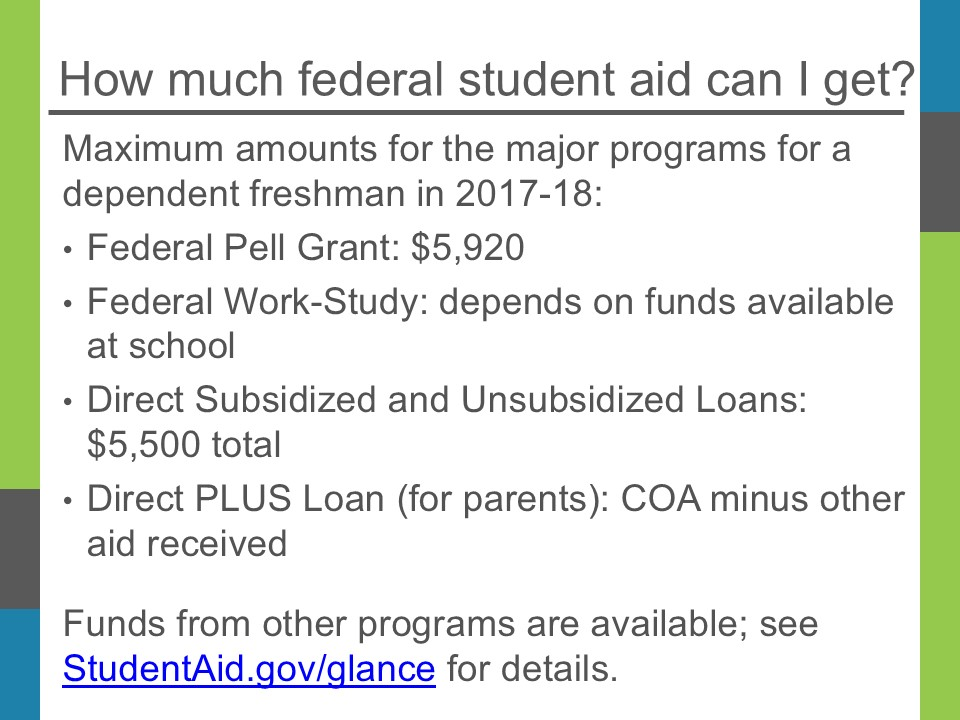 How much federal student aid can I get?
Maximum amounts for the major programs for a
dependent freshman in 2017-18:
• Federal Pell Grant: $5,920
• Federal Work-Study: depends on funds available
at school
• Direct Subsidized and Unsubsidized Loans:
$5,500 total
• Direct PLUS Loan (for parents): COA minus other
aid received
Funds from other programs are available; see
StudentAid.gov/glance for details.